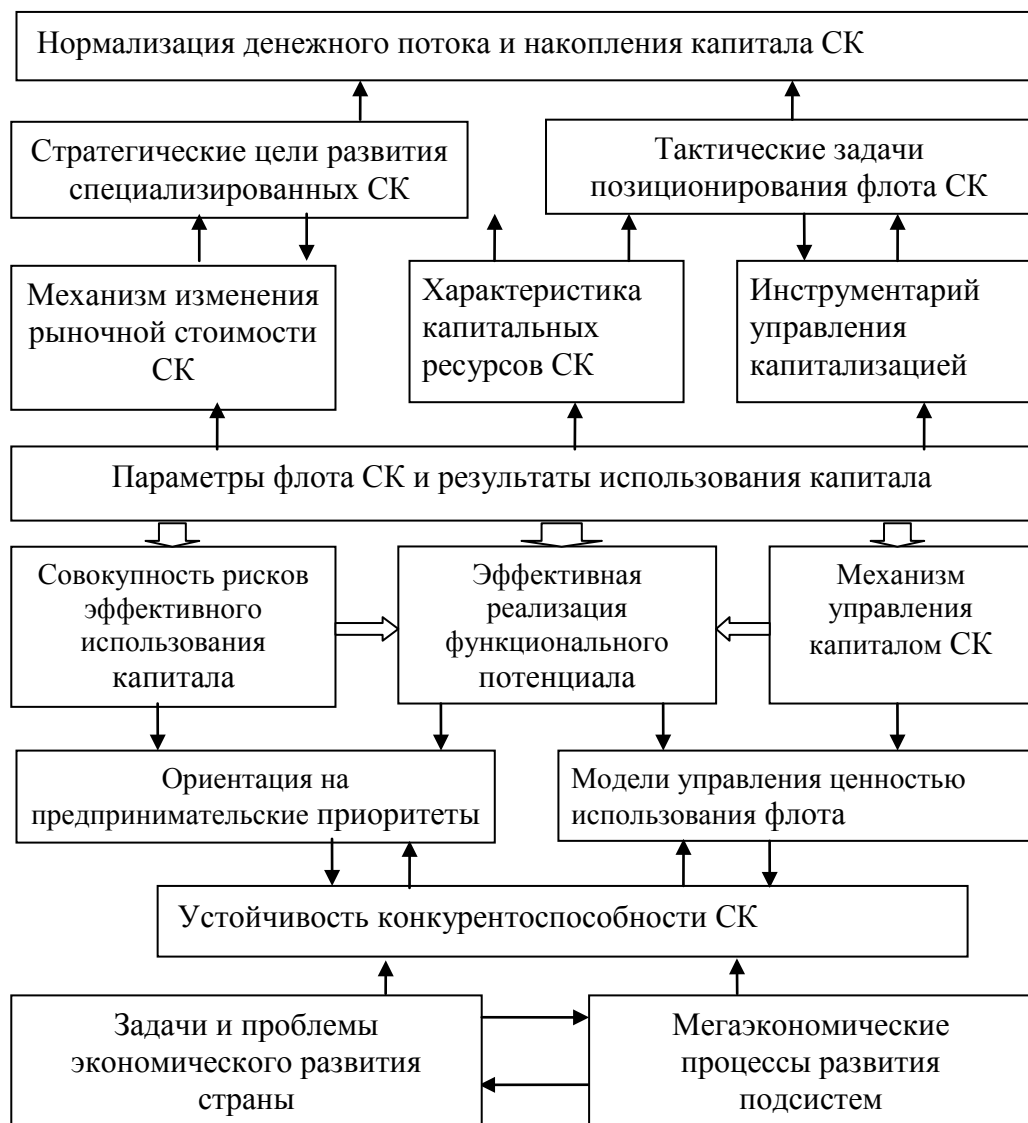 Нормализация денежного потока и накопления капитала СК
Стратегические цели развития
специализированных СК
Тактические задачи
позиционирования флота СК
Механизм изменения
рыночной стоимости
СК
Характеристика
капитальных
ресурсов СК
Инструментарий
управления
капитализацией
Параметры флота СК и результаты использования капитала
Совокупность рисков
эффективного
использования
капитала
Эффективная
реализация
функционального
потенциала
Механизм
управления
капиталом СК
Ориентация на
предпринимательские приоритеты
Модели управления ценностью
использования флота
Устойчивость конкурентоспособности СК
Задачи и проблемы
экономического развития
страны
Мегаэкономические
процессы развития
подсистем